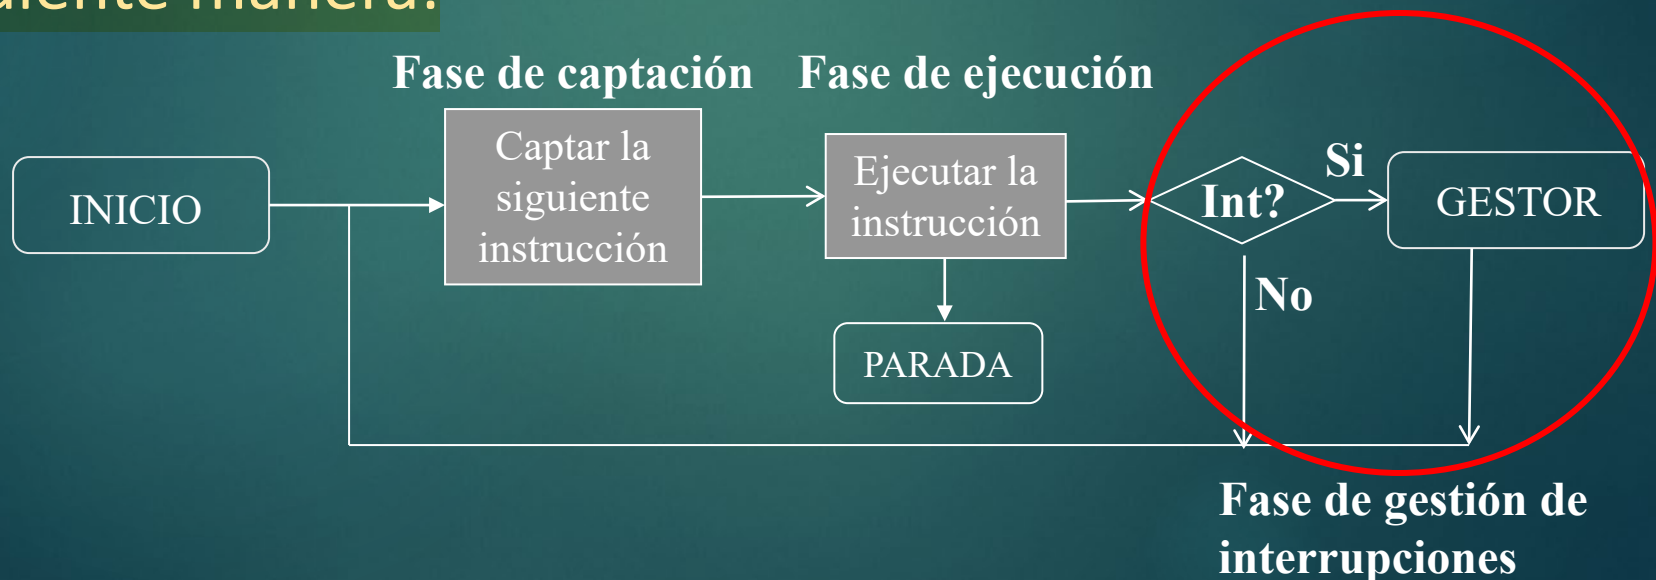 manera:
Fase de captación
Fase de ejecución
INICIO
Captar la
siguiente
instrucción
Ejecutar la
instrucción
Int?
Si
GESTOR
No
PARADA
Fase de gestión de
interrupciones